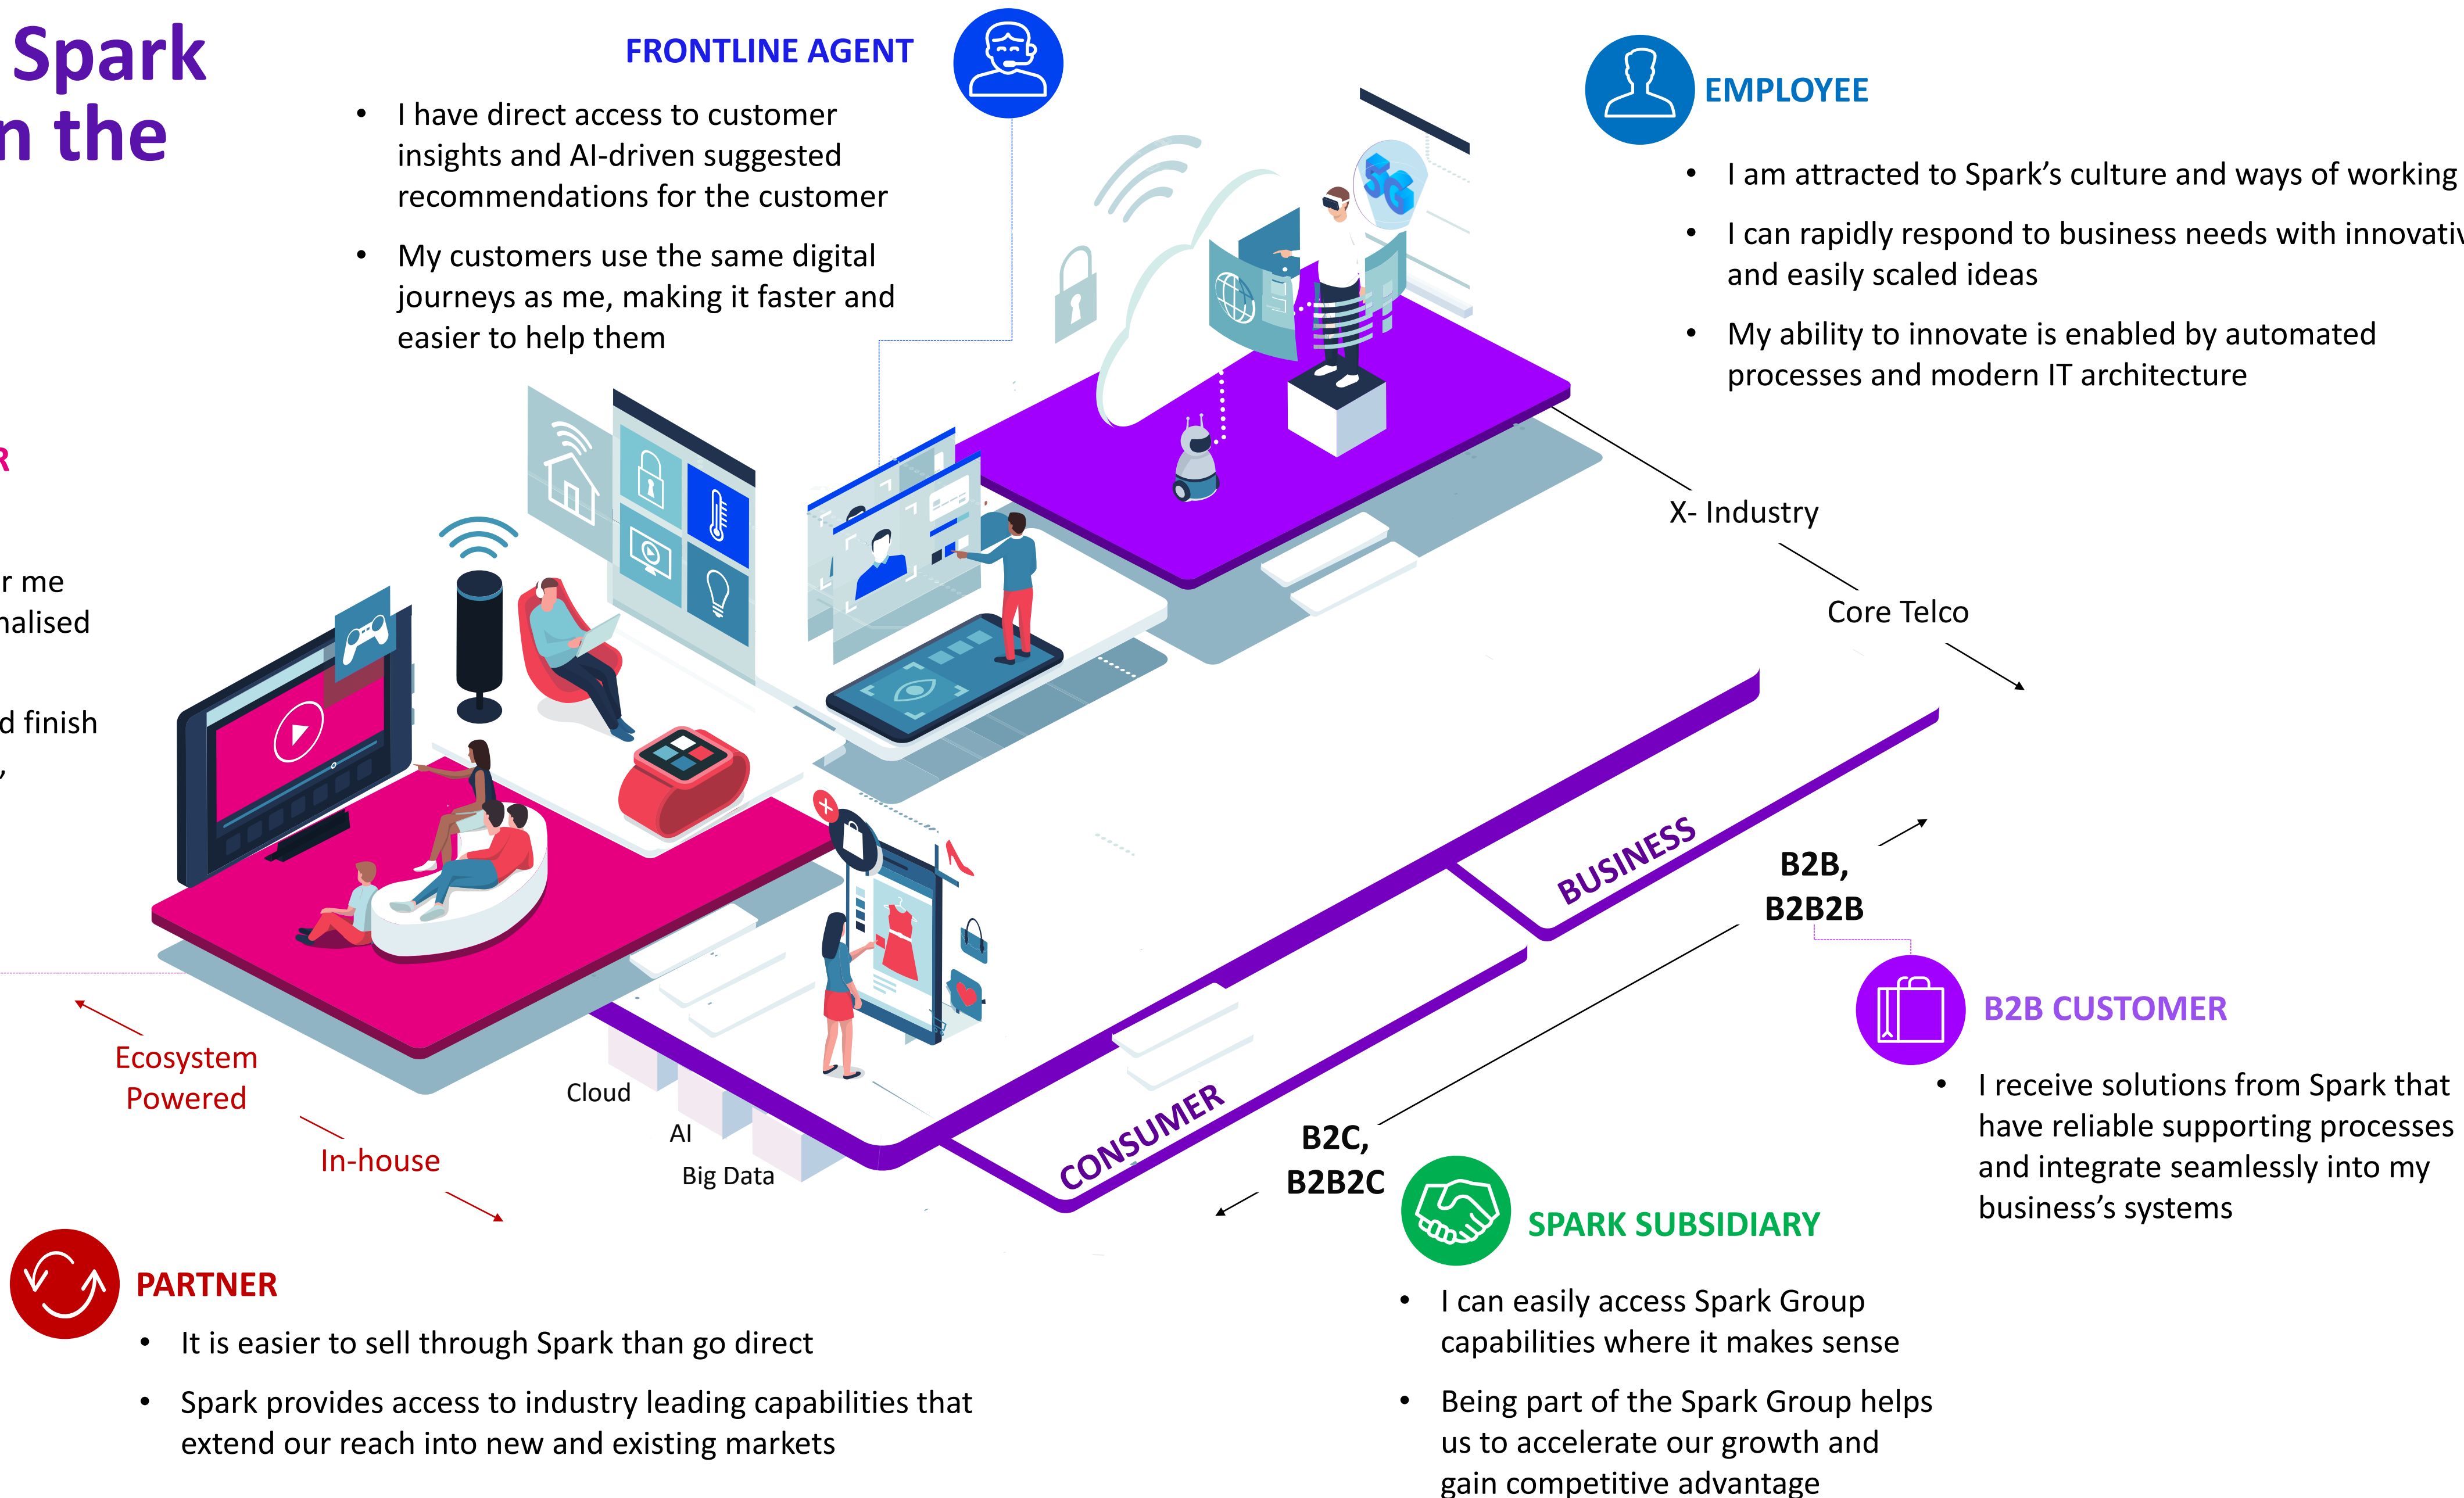 Spark
n the
FRONTLINE AGENT
• I have direct access to customer
insights and AI-driven suggested
recommendations for the customer
• My customers use the same digital
journeys as me, making it faster and
easier to help them
EMPLOYEE
• I am attracted to Spark’s culture and ways of working
• I can rapidly respond to business needs with innovativ
and easily scaled ideas
• My ability to innovate is enabled by automated
processes and modern IT architecture
5G
R
r me
nalised
d finish
,
X- Industry
Core Telco
BUSINESS
B2B,
B2B2B
B2B CUSTOMER
• I receive solutions from Spark that
have reliable supporting processes
and integrate seamlessly into my
business’s systems
Ecosystem
Powered
In-house
Cloud
AI
Big Data
CONSUMER
B2C,
B2B2C
SPARK SUBSIDIARY
• I can easily access Spark Group
capabilities where it makes sense
• Being part of the Spark Group helps
us to accelerate our growth and
gain competitive advantage
PARTNER
• It is easier to sell through Spark than go direct
• Spark provides access to industry leading capabilities that
extend our reach into new and existing markets